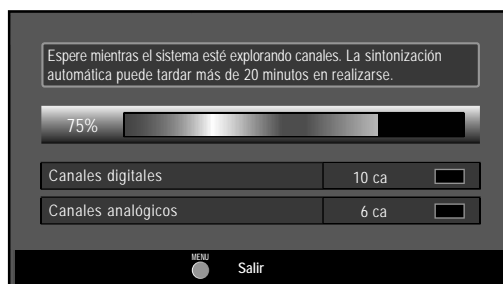 Espere mientras el sistema esté explorando canales. La sintonización
automática puede tardar más de 20 minutos en realizarse.
75%
Canales digitales 10 ca
Canales analógicos 6 ca
MENU Salir